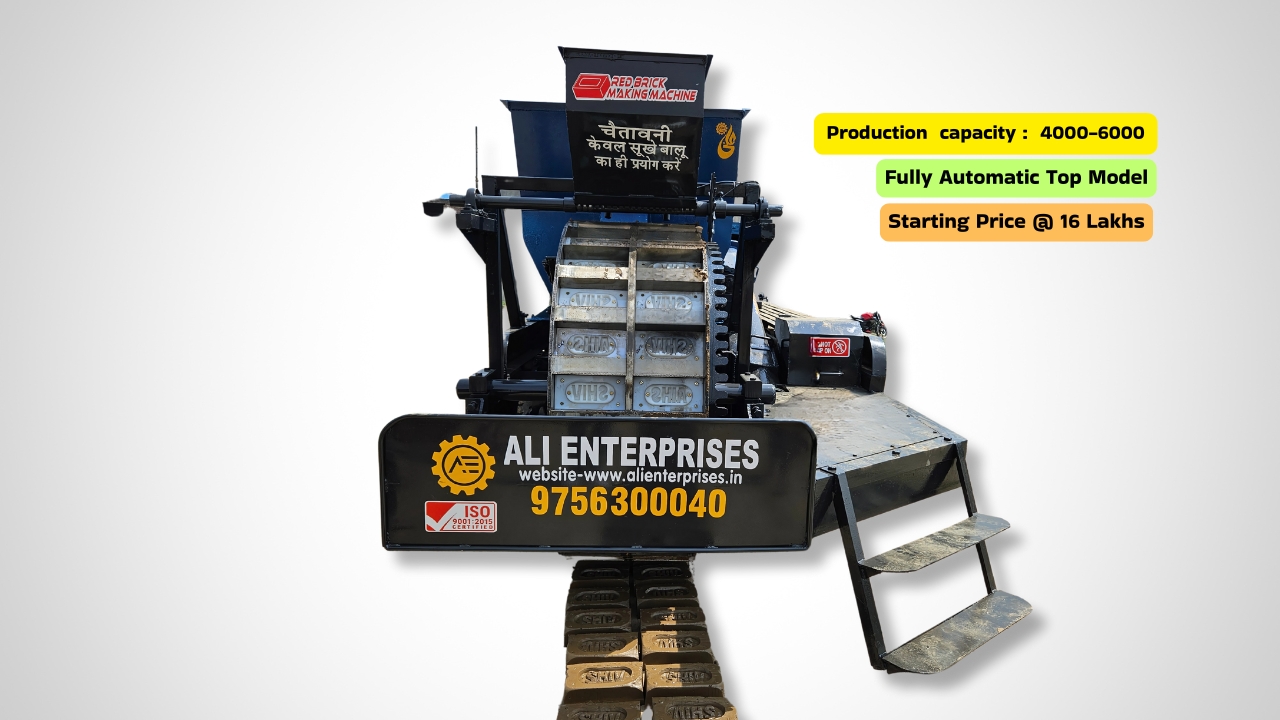 RED BRICK
MAKING MACHINE
चेतावनी
केवल सूखे बालू
का ही प्रयोग करें
Production capacity : 4000-6000
Fully Automatic Top Model
Starting Price @ 16 Lakhs
ALI ENTERPRISES
website-www.alienterprises.in
9756300040
AE
ISO
9001:2015
CERTIFIED